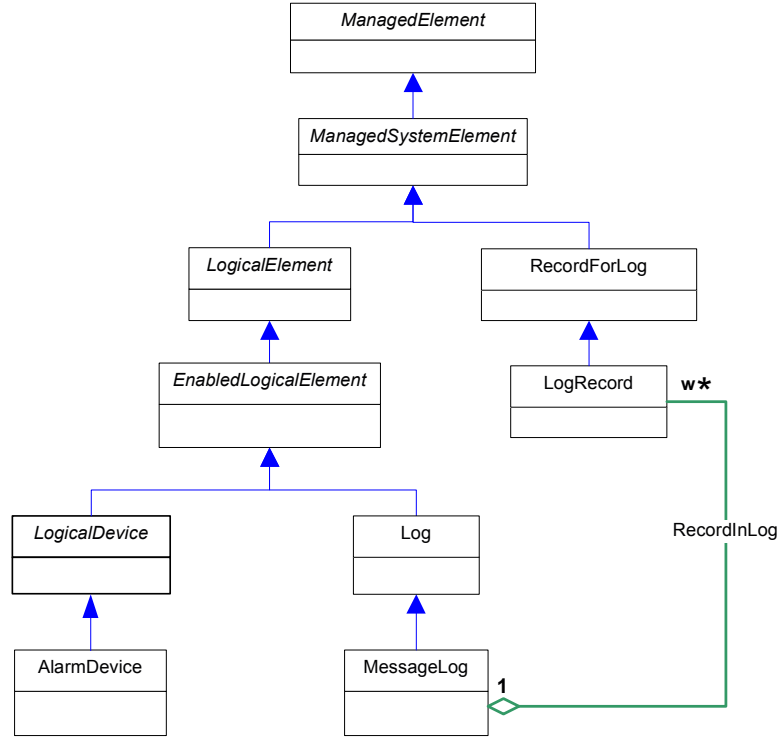 ManagedElement
ManagedSystemElement
LogicalElement
RecordForLog
EnabledLogicalElement
LogRecord
w*
LogicalDevice
Log
RecordInLog
AlarmDevice
MessageLog
1